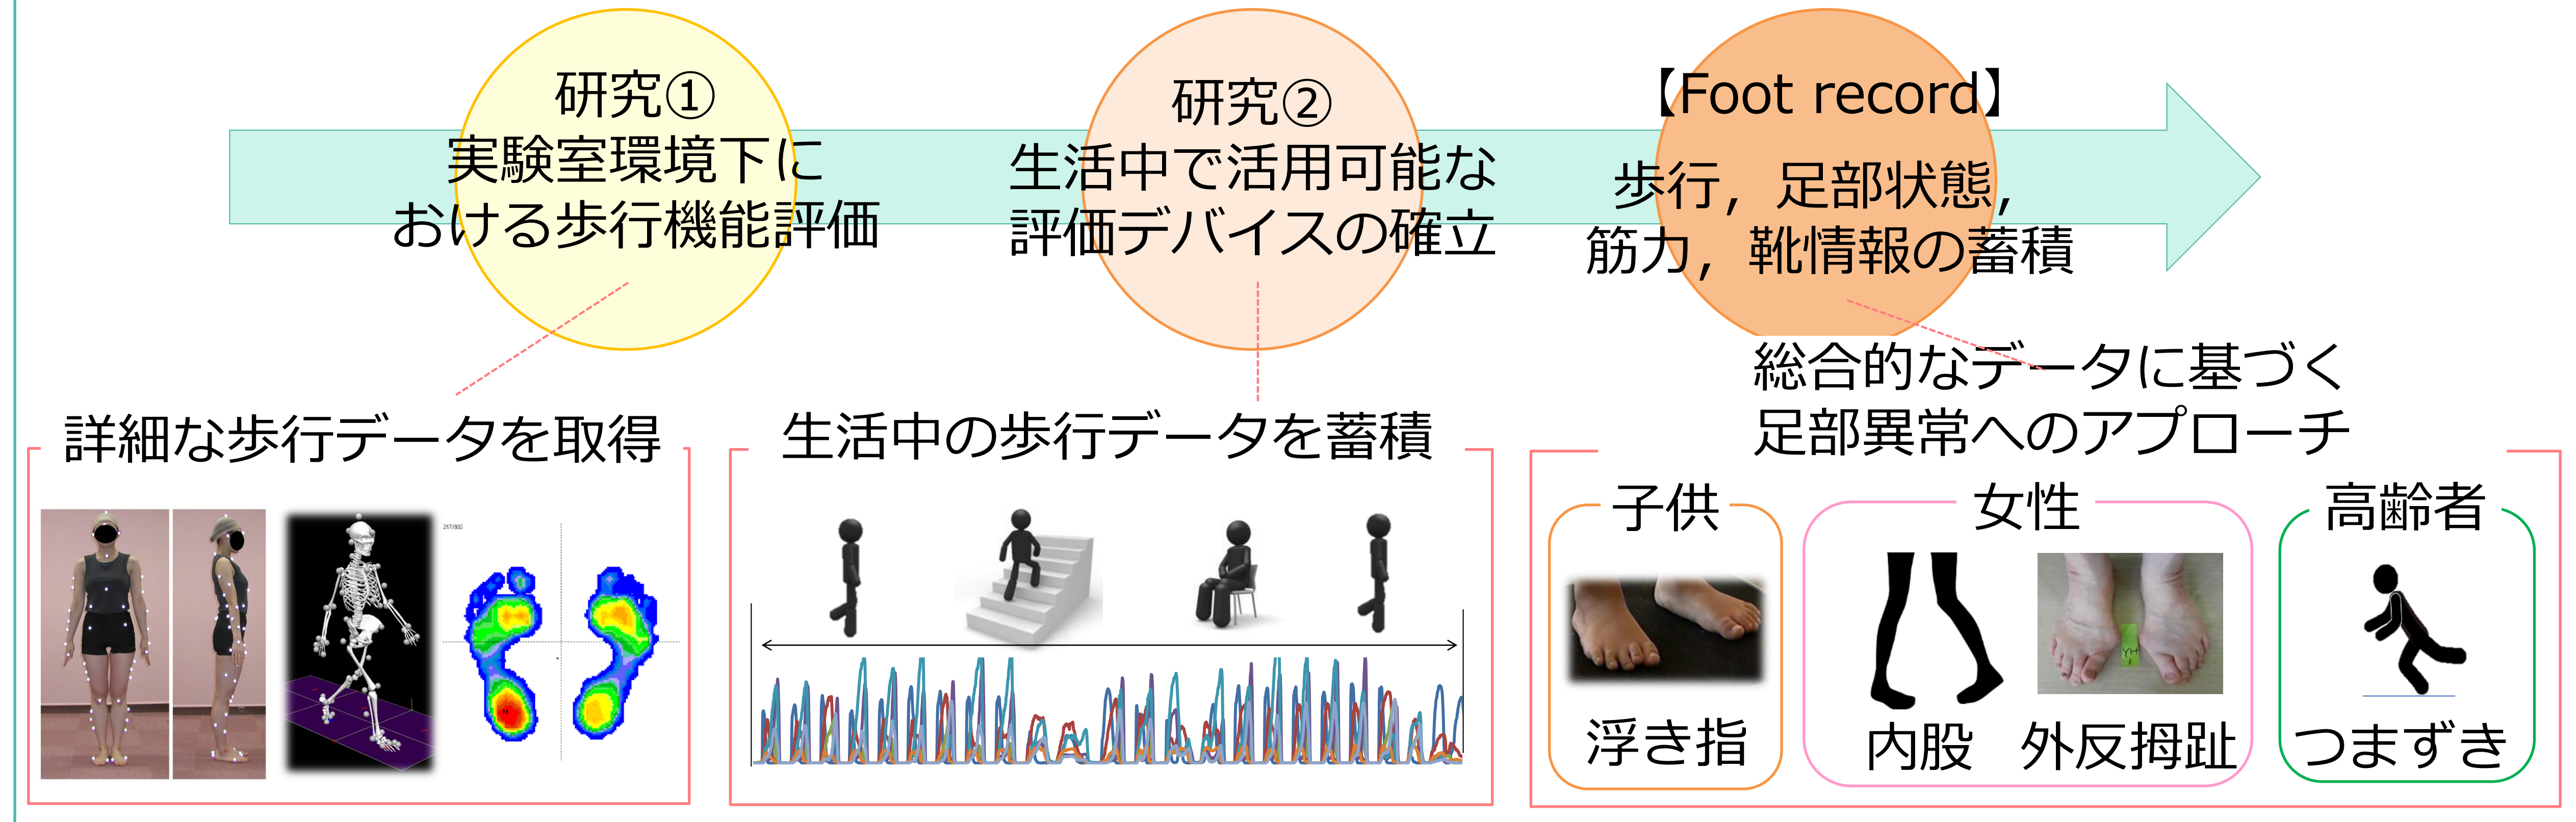 研究①
実験室環境下に
おける歩行機能評価
研究②
生活中で活用可能な
評価デバイスの確立
【Foot record】
歩行，足部状態，
筋力，靴情報の蓄積
詳細な歩行データを取得
生活中の歩行データを蓄積
総合的なデータに基づく
足部異常へのアプローチ
217/900
子供
浮き指
女性
内股
外反拇趾
高齢者
つまずき